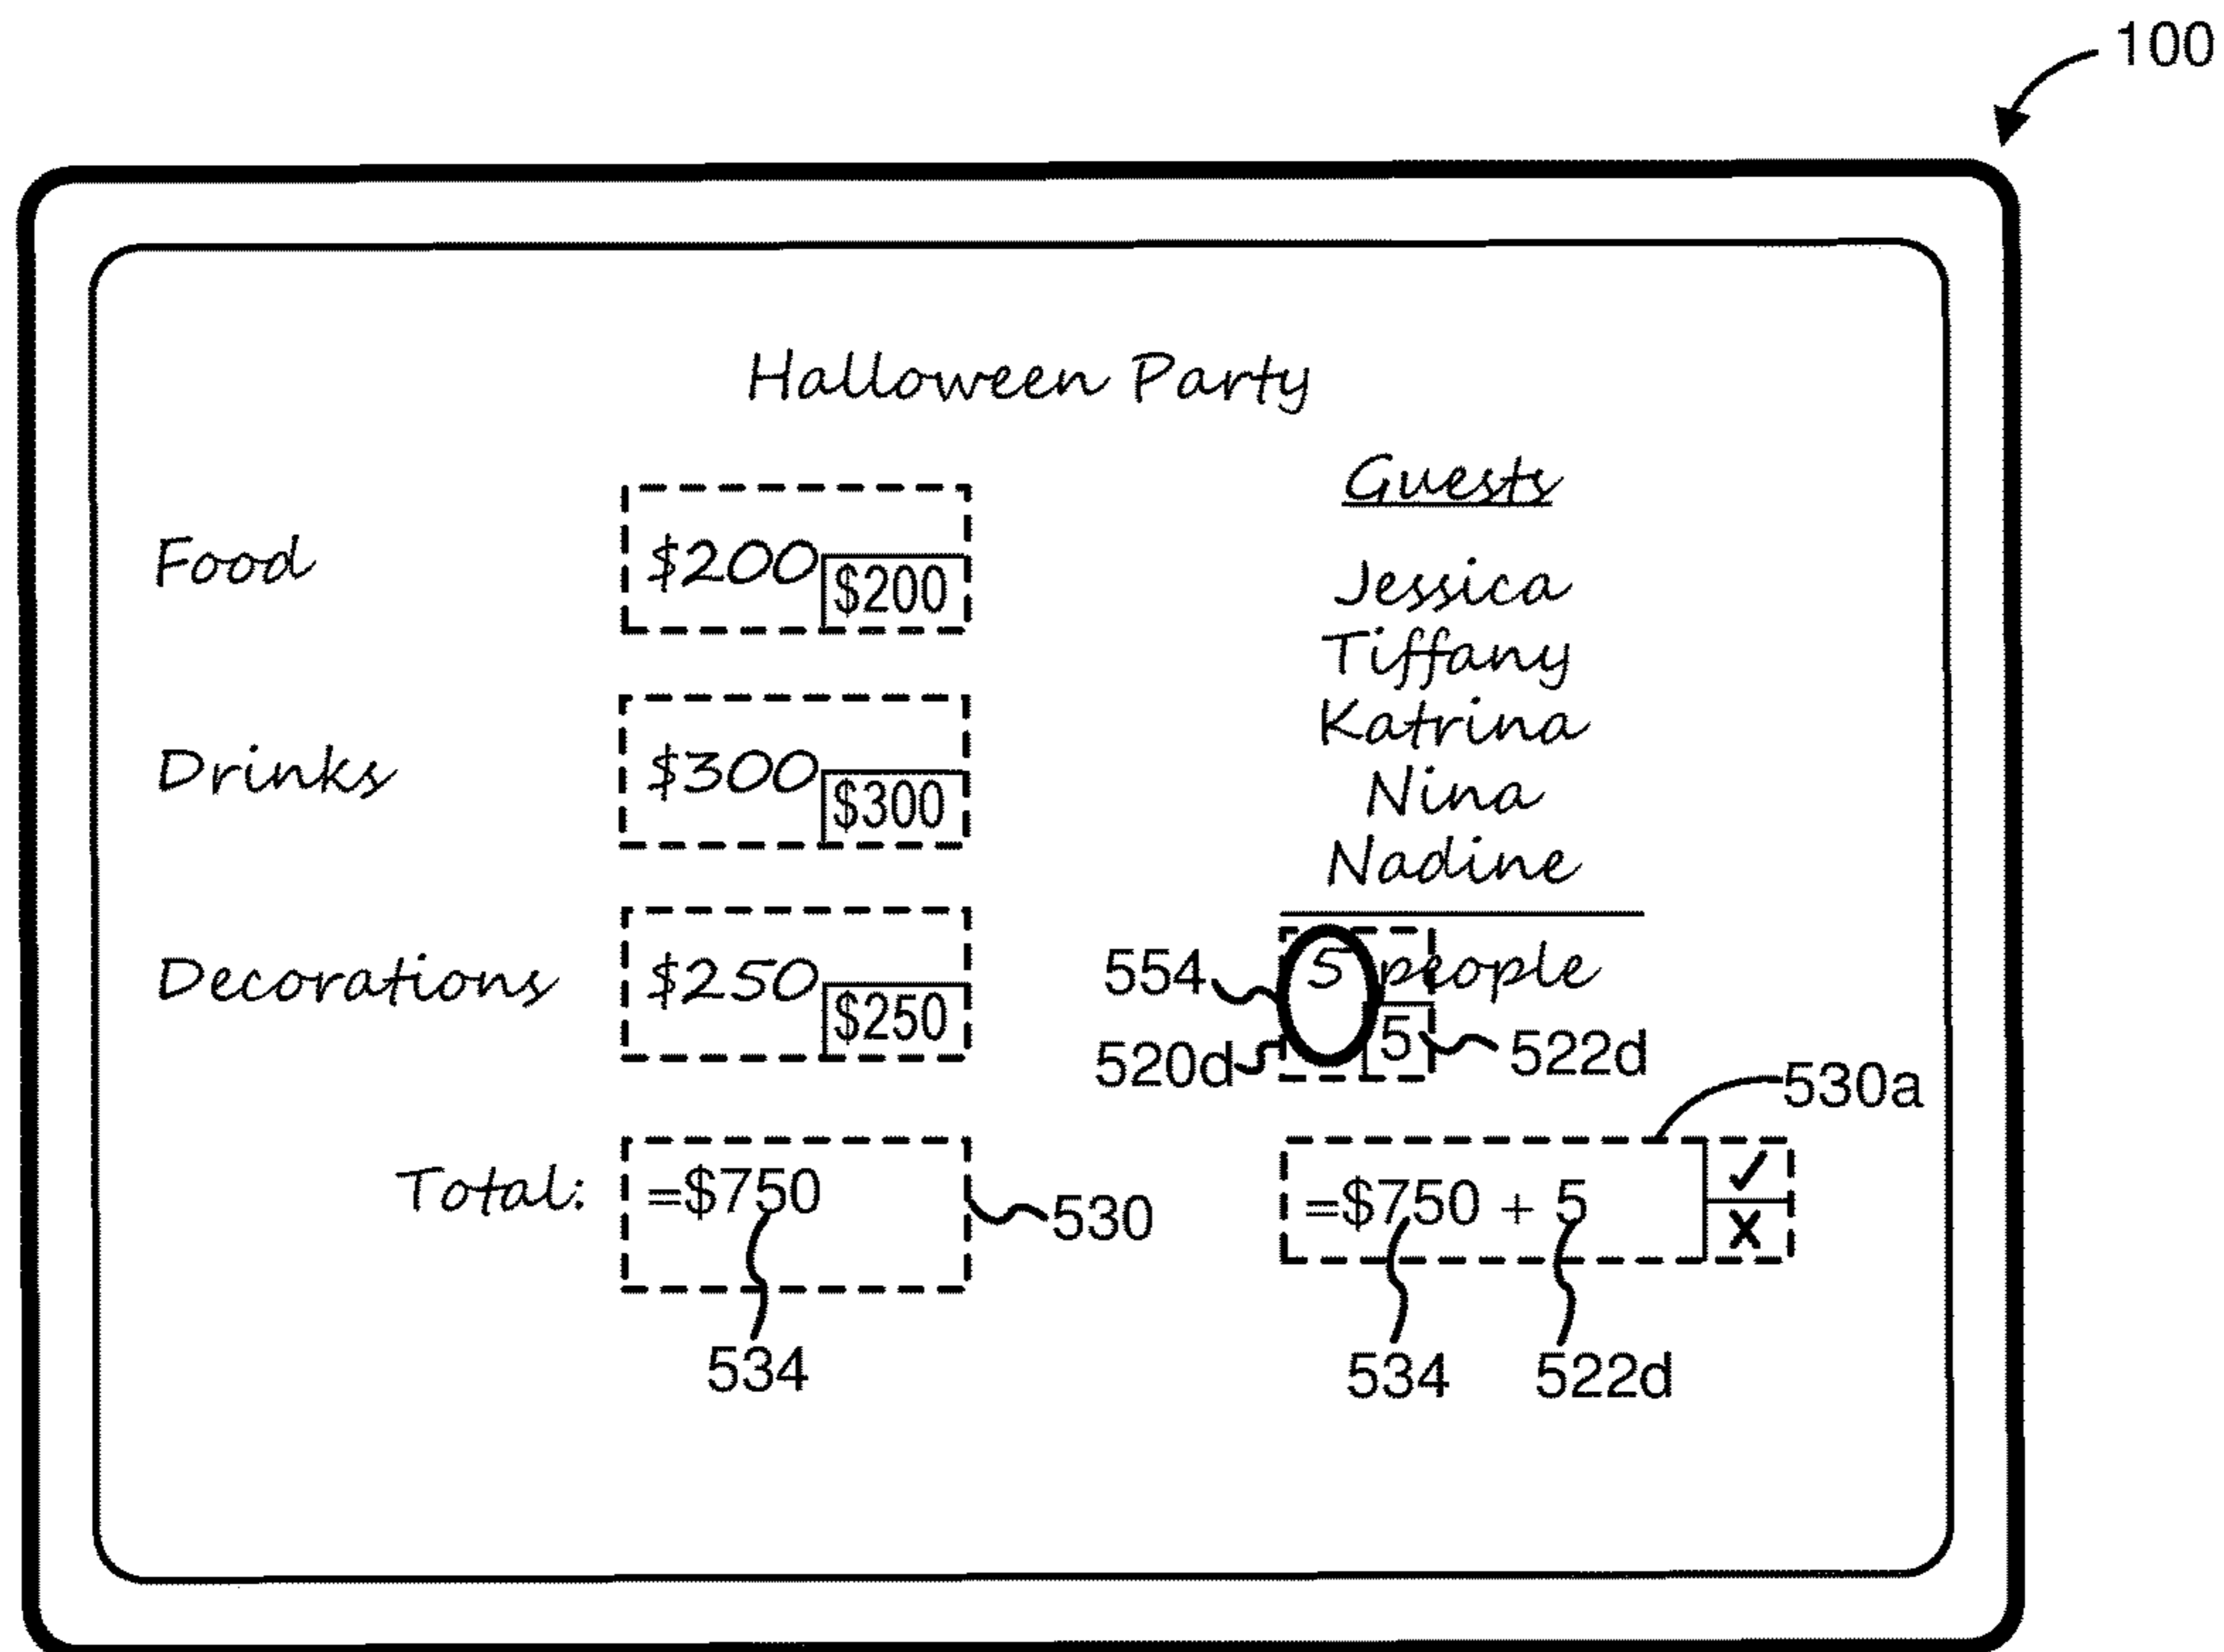 100
Halloween Party
Guests
Food $200 $200
Jessica
Tiffany
Katrina
Drinks $300 $300
Nina
Nadine
Decorations $250 $250
554 5 people
520d 5 522d
530a
Total: =$750 530
=$750 + 5 ✓
X
534 534 522d